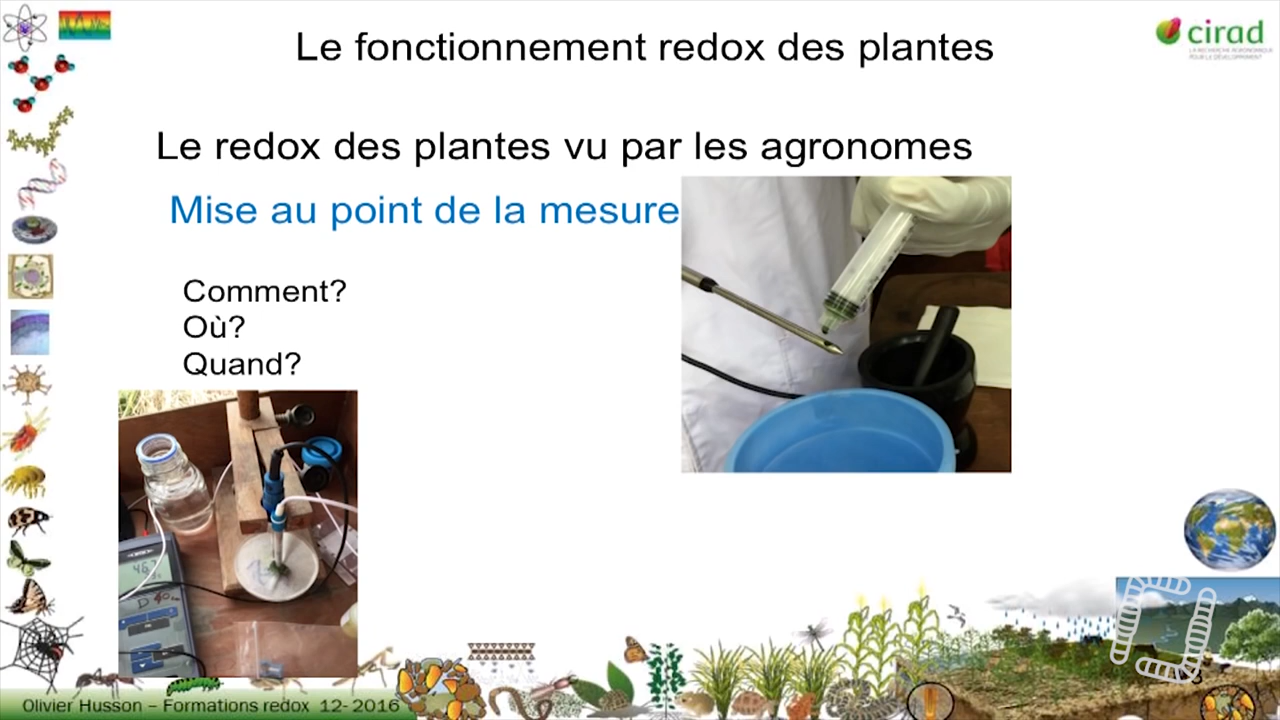 Le fonctionnement redox des plantes
cirad
LA RECHERCHE AGRONOMIQUE
POUR LE DÉVELOPPEMENT
Le redox des plantes vu par les agronomes
Mise au point de la mesure
Comment?
Où?
Quand?
Olivier Husson – Formations redox 12- 2016